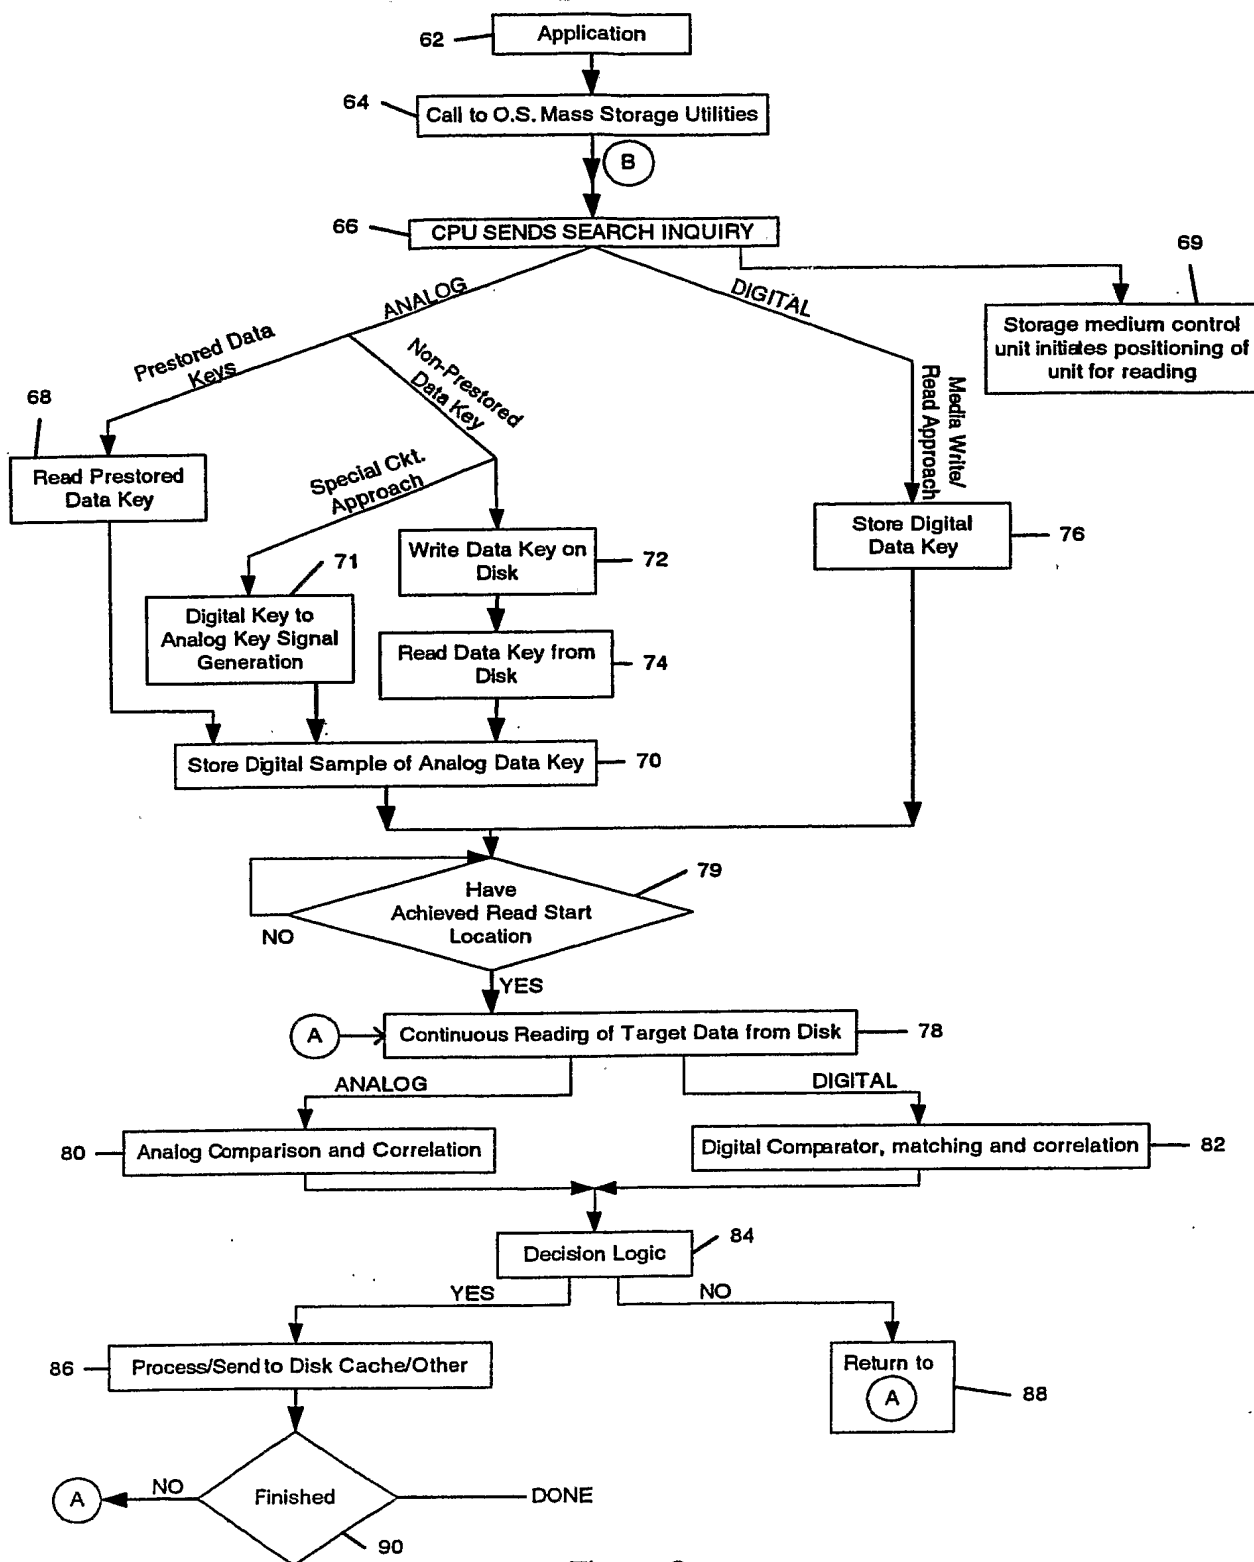 62
Application
64
Call to O.S. Mass Storage Utilities
B
66
CPU SENDS SEARCH INQUIRY
69
ANALOG
DIGITAL
Storage medium control
unit initiates positioning of
unit for reading
Prestored Data
Keys
Non-Prestored
Data Key
Media Write/
Read Approach
68
Read Prestored
Data Key
Special Ckt.
Approach
Store Digital
Data Key
76
71
Write Data Key on
Disk
72
Digital Key to
Analog Key Signal
Generation
Read Data Key from
Disk
74
Store Digital Sample of Analog Data Key
70
79
Have
Achieved Read Start
Location
NO
YES
A
Continuous Reading of Target Data from Disk
78
ANALOG
DIGITAL
80
Analog Comparison and Correlation
Digital Comparator, matching and correlation
82
Decision Logic
84
YES
NO
86
Process/Send to Disk Cache/Other
Return to
A
88
A
NO
Finished
DONE
90